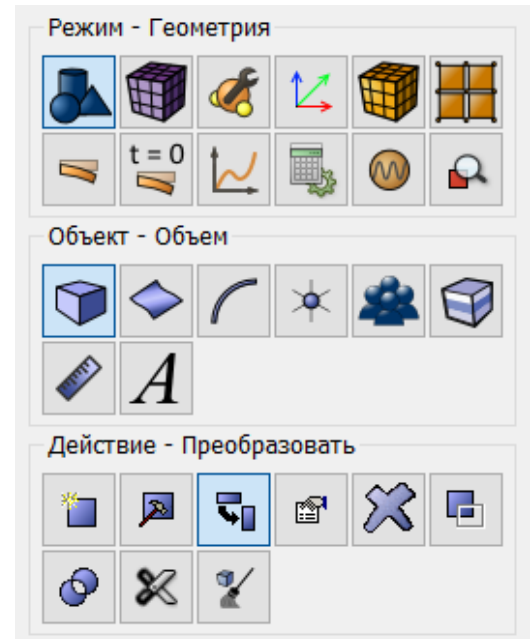 Режим - Геометрия
t = 0
Объект - Объем
A
Действие - Преобразовать